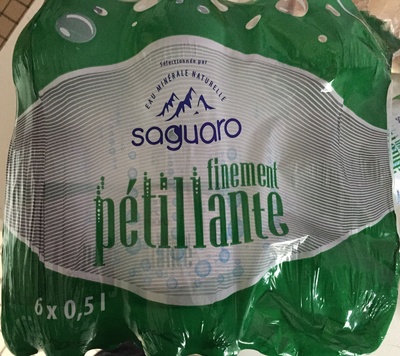 Sélectionnée par
EAU MINÉRALE NATURELLE
saguaro
finement
pétillante
6 x 0,5 l